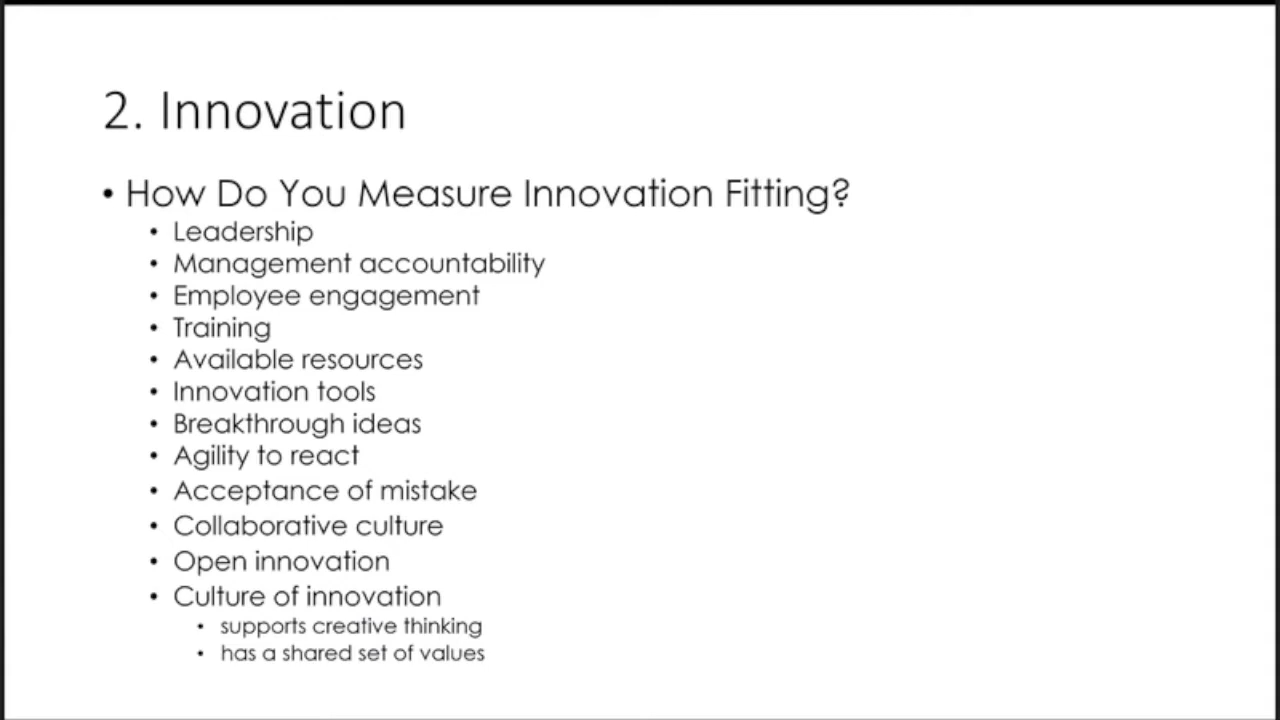 2. Innovation
• How Do You Measure Innovation Fitting?
• Leadership
• Management accountability
• Employee engagement
• Training
• Available resources
• Innovation tools
• Breakthrough ideas
• Agility to react
• Acceptance of mistake
• Collaborative culture
• Open innovation
• Culture of innovation
• supports creative thinking
• has a shared set of values